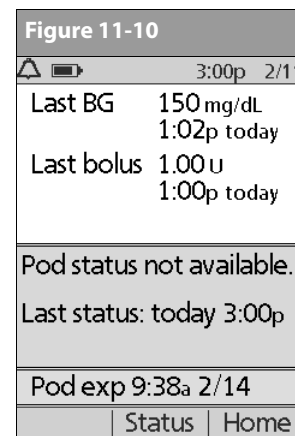 Figure 11-10
3:00p 2/1
Last BG 150 mg/dL
1:02p today
Last bolus 1.00 U
1:00p today
Pod status not available.
Last status: today 3:00p
Pod exp 9:38a 2/14
Status | Home